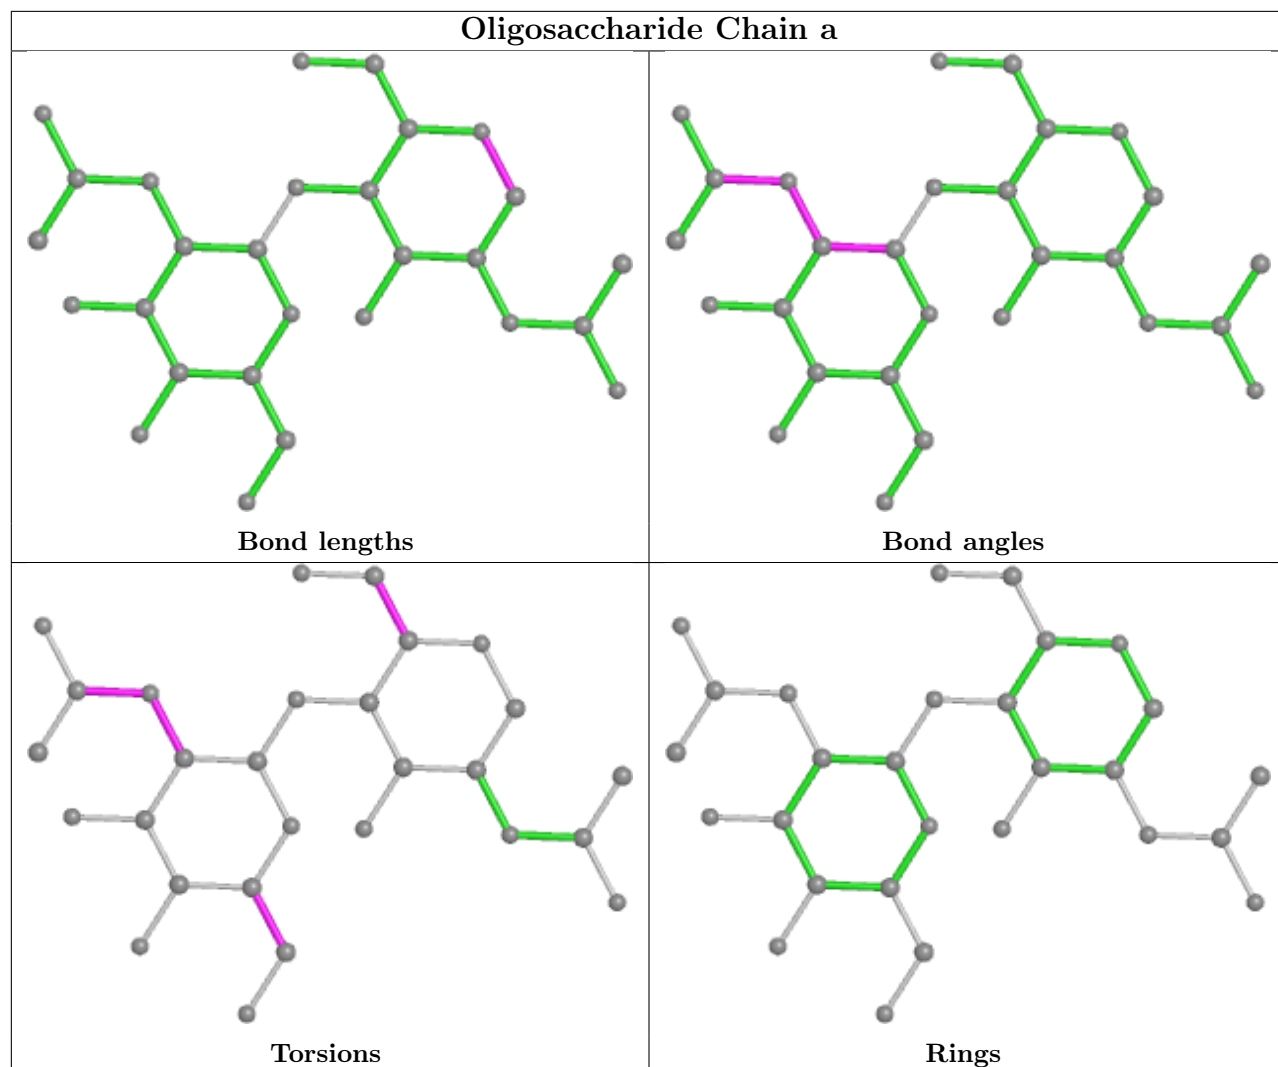 Oligosaccharide Chain a
Bond lengths
Bond angles
Torsions
Rings